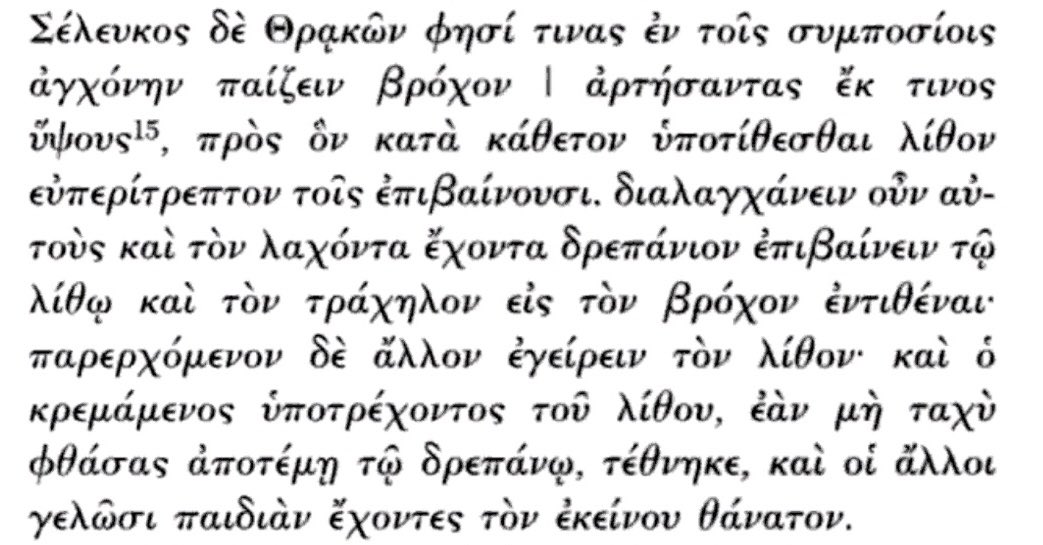 Σέλευκος δὲ Θρᾳκῶν φησί τινας ἐν τοῖς συμποσίοις
ἀγχόνην παίζειν βρόχον | ἀρτήσαντας ἔκ τινος
ὕψους¹⁵, πρὸς ὃν κατὰ κάθετον ὑποτίθεσθαι λίθον
εὐπερίτρεπτον τοῖς ἐπιβαίνουσι. διαλαγχάνειν οὖν αὐ-
τοὺς καὶ τὸν λαχόντα ἔχοντα δρεπάνιον ἐπιβαίνειν τῷ
λίθῳ καὶ τὸν τράχηλον εἰς τὸν βρόχον ἐντιθέναι·
παρερχόμενον δὲ ἄλλον ἐγείρειν τὸν λίθον· καὶ ὁ
κρεμάμενος ὑποτρέχοντος τοῦ λίθου, ἐὰν μὴ ταχὺ
φθάσας ἀποτέμῃ τῷ δρεπάνῳ, τέθνηκε, καὶ οἱ ἄλλοι
γελῶσι παιδιὰν ἔχοντες τὸν ἐκείνου θάνατον.